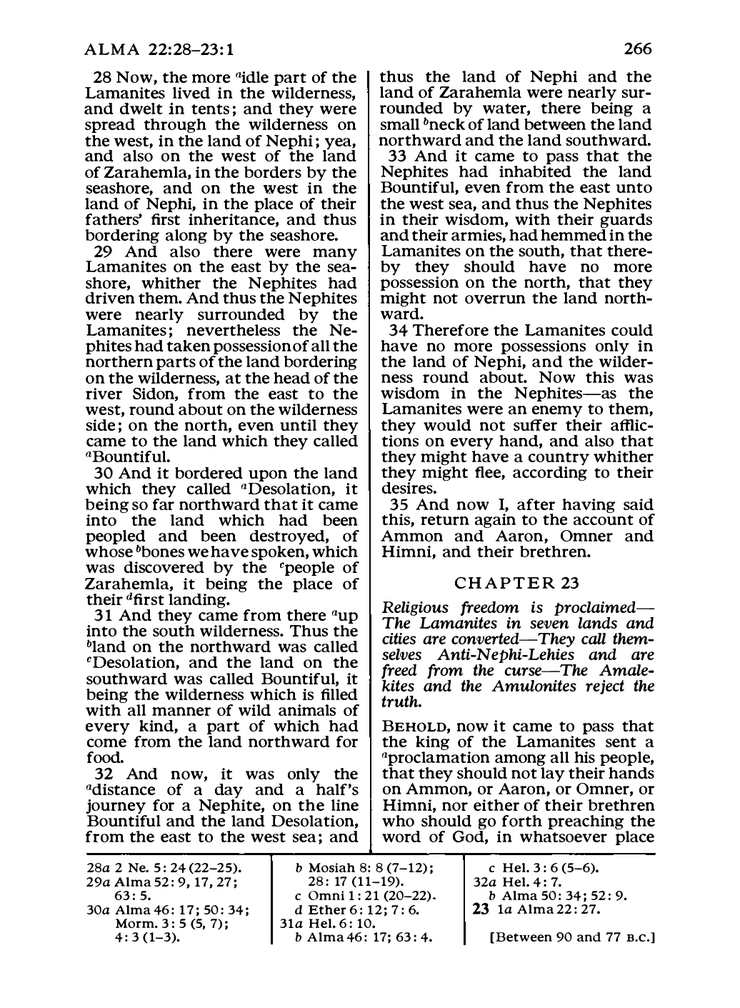 ALMA 22:28–23:1
266
28 Now, the more aidle part of the
Lamanites lived in the wilderness,
and dwelt in tents; and they were
spread through the wilderness on
the west, in the land of Nephi; yea,
and also on the west of the land
of Zarahemla, in the borders by the
seashore, and on the west in the
land of Nephi, in the place of their
fathers' first inheritance, and thus
bordering along by the seashore.
29 And also there were many
Lamanites on the east by the sea-
shore, whither the Nephites had
driven them. And thus the Nephites
were nearly surrounded by the
Lamanites; nevertheless the Ne-
phites had taken possession of all the
northern parts of the land bordering
on the wilderness, at the head of the
river Sidon, from the east to the
west, round about on the wilderness
side; on the north, even until they
came to the land which they called
aBountiful.
30 And it bordered upon the land
which they called aDesolation, it
being so far northward that it came
into the land which had been
peopled and been destroyed, of
whose bbones we have spoken, which
was discovered by the cpeople of
Zarahemla, it being the place of
their dfirst landing.
31 And they came from there aup
into the south wilderness. Thus the
bland on the northward was called
cDesolation, and the land on the
southward was called Bountiful, it
being the wilderness which is filled
with all manner of wild animals of
every kind, a part of which had
come from the land northward for
food.
32 And now, it was only the
adistance of a day and a half's
journey for a Nephite, on the line
Bountiful and the land Desolation,
from the east to the west sea; and
thus the land of Nephi and the
land of Zarahemla were nearly sur-
rounded by water, there being a
small bneck of land between the land
northward and the land southward.
33 And it came to pass that the
Nephites had inhabited the land
Bountiful, even from the east unto
the west sea, and thus the Nephites
in their wisdom, with their guards
and their armies, had hemmed in the
Lamanites on the south, that there-
by they should have no more
possession on the north, that they
might not overrun the land north-
ward.
34 Therefore the Lamanites could
have no more possessions only in
the land of Nephi, and the wilder-
ness round about. Now this was
wisdom in the Nephites—as the
Lamanites were an enemy to them,
they would not suffer their afflic-
tions on every hand, and also that
they might have a country whither
they might flee, according to their
desires.
35 And now I, after having said
this, return again to the account of
Ammon and Aaron, Omner and
Himni, and their brethren.
CHAPTER 23
Religious freedom is proclaimed—
The Lamanites in seven lands and
cities are converted—They call them-
selves Anti-Nephi-Lehies and are
freed from the curse—The Amale-
kites and the Amulonites reject the
truth.
BEHOLD, now it came to pass that
the king of the Lamanites sent a
aproclamation among all his people,
that they should not lay their hands
on Ammon, or Aaron, or Omner, or
Himni, nor either of their brethren
who should go forth preaching the
word of God, in whatsoever place
28a 2 Ne. 5: 24 (22–25).
29a Alma 52: 9, 17, 27;
63: 5.
30a Alma 46: 17; 50: 34;
Morm. 3: 5 (5, 7);
4: 3 (1–3).
b Mosiah 8: 8 (7–12);
28: 17 (11–19).
c Omni 1: 21 (20–22).
d Ether 6: 12; 7: 6.
31a Hel. 6: 10.
b Alma 46: 17; 63: 4.
c Hel. 3: 6 (5–6).
32a Hel. 4: 7.
b Alma 50: 34; 52: 9.
23 1a Alma 22: 27.
[Between 90 and 77 B.C.]